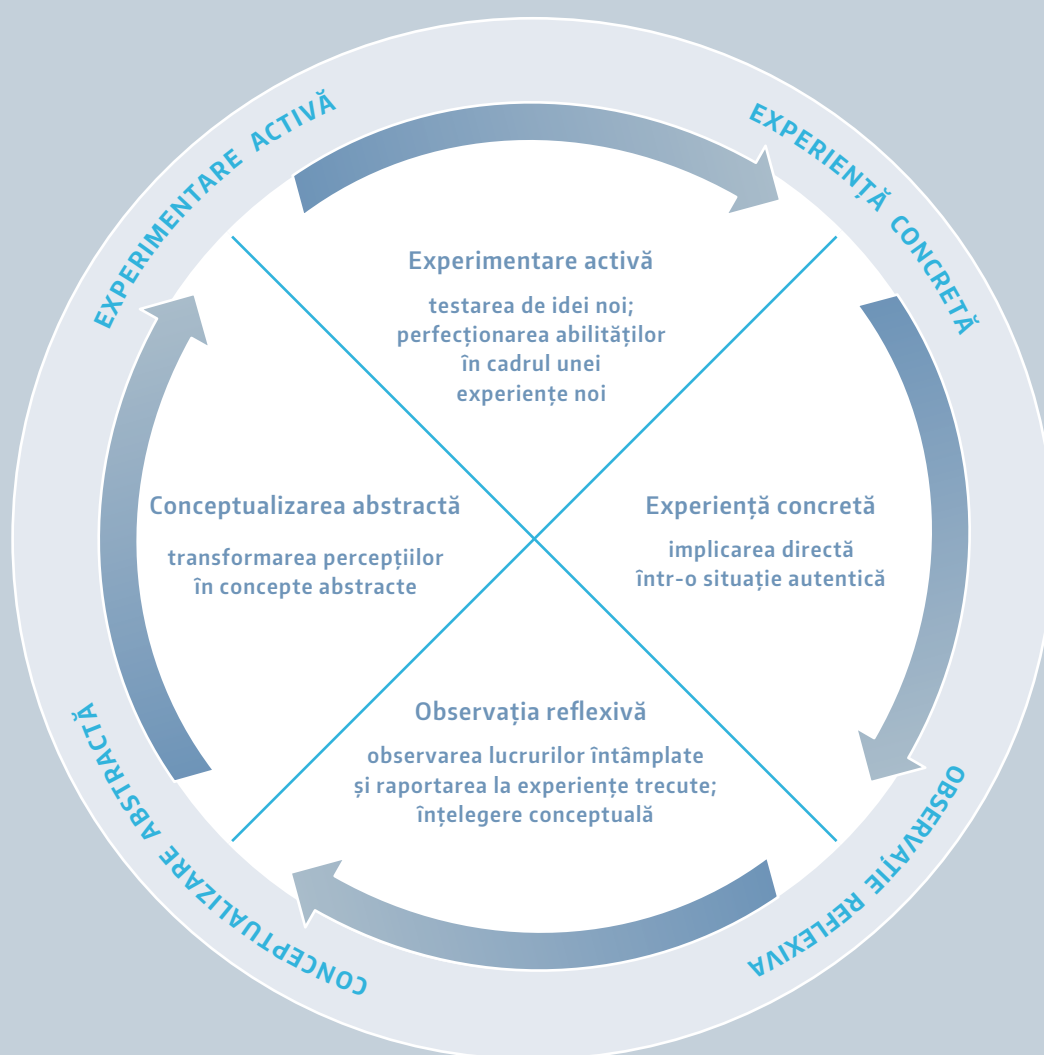 EXPERIMENTARE ACTIVĂ
EXPERIENȚĂ CONCRETĂ
Experimentare activă
testarea de idei noi;
perfecționarea abilităților
în cadrul unei
experiențe noi
Conceptualizarea abstractă
transformarea percepțiilor
în concepte abstracte
Experiență concretă
implicarea directă
într-o situație autentică
Observația reflexivă
observarea lucrurilor întâmplate
și raportarea la experiențe trecute;
înțelegere conceptuală
CONCEPTUALIZARE ABSTRACTĂ
OBSERVAȚIE REFLEXIVA